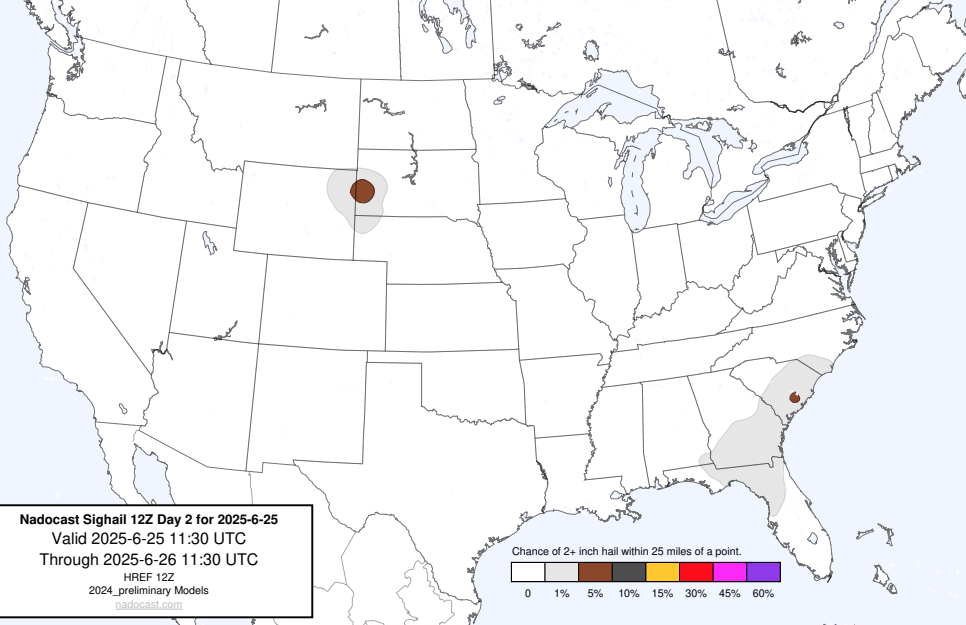 Nadocast Sighail 12Z Day 2 for 2025-6-25
Valid 2025-6-25 11:30 UTC
Through 2025-6-26 11:30 UTC
HREF 12Z
2024_preliminary Models
nadocast.com
Chance of 2+ inch hail within 25 miles of a point.
0 1% 5% 10% 15% 30% 45% 60%